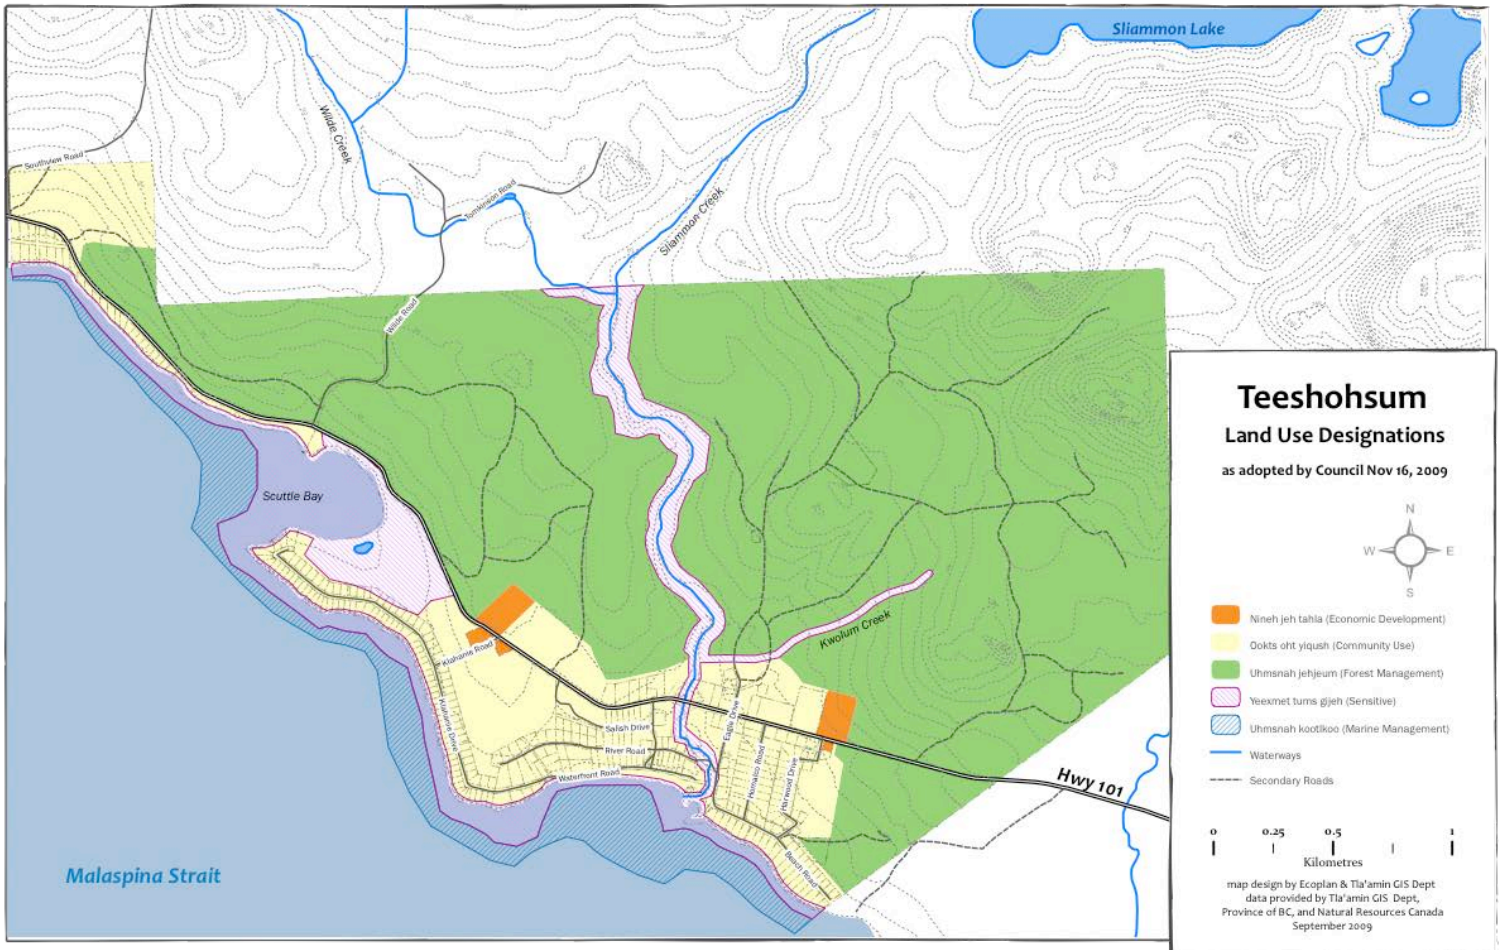 Sliammon Lake
Wilde Creek
Southview Road
Tomkinson Road
Sliammon Creek
Wilde Road
Scuttle Bay
Kwolum Creek
Klahanie Road
Klahanie Drive
Salish Drive
River Road
Waterfront Road
Eagle Drive
Homalco Road
Harwood Drive
Beach Road
Hwy 101
Malaspina Strait
Teeshohsum
Land Use Designations
as adopted by Council Nov 16, 2009
N
W E
S
Nineh jeh tahla (Economic Development)
Ookts oht yiqush (Community Use)
Uhmsnah jehjeum (Forest Management)
Yeexmet tums gijeh (Sensitive)
Uhmsnah kootlkoo (Marine Management)
Waterways
Secondary Roads
0 0.25 0.5 1
Kilometres
map design by Ecoplan & Tla'amin GIS Dept
data provided by Tla'amin GIS Dept,
Province of BC, and Natural Resources Canada
September 2009